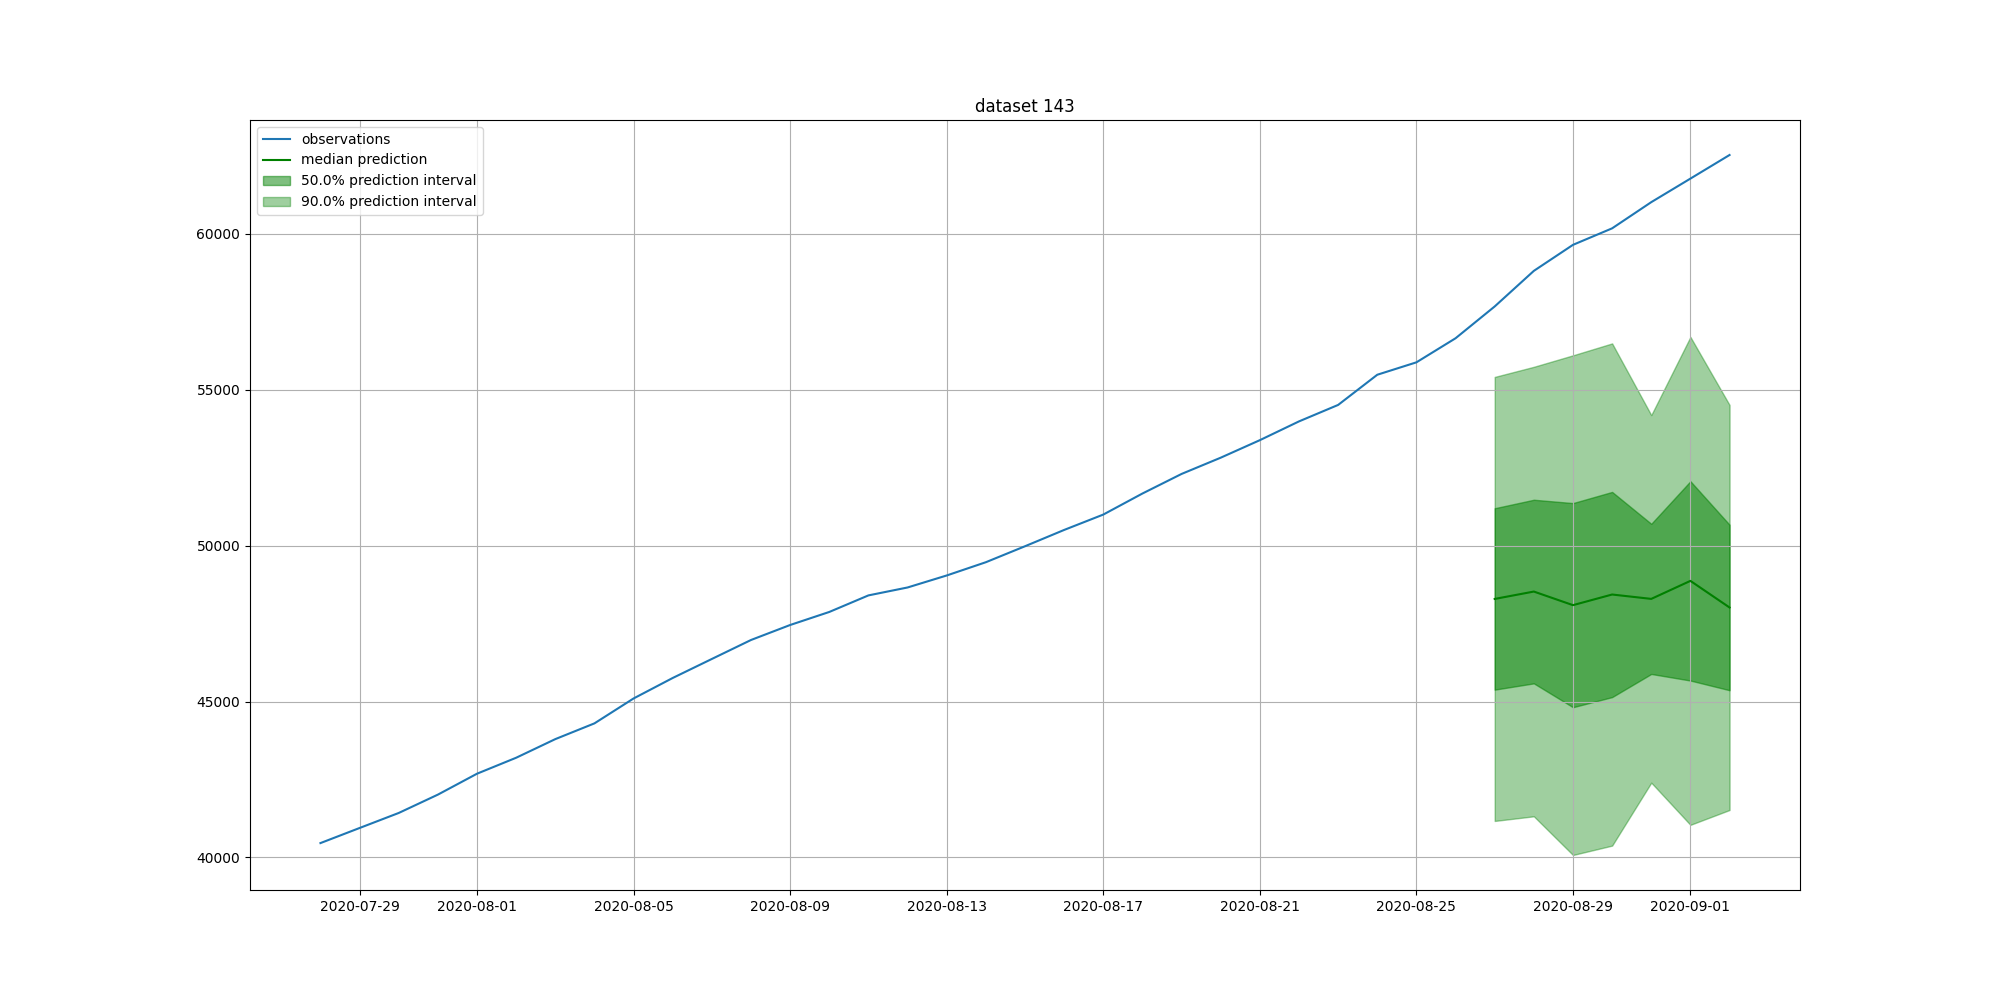 dataset 143
observations
median prediction
50.0% prediction interval
90.0% prediction interval
60000
55000
50000
45000
40000
2020-07-29 2020-08-01 2020-08-05 2020-08-09 2020-08-13 2020-08-17 2020-08-21 2020-08-25 2020-08-29 2020-09-01